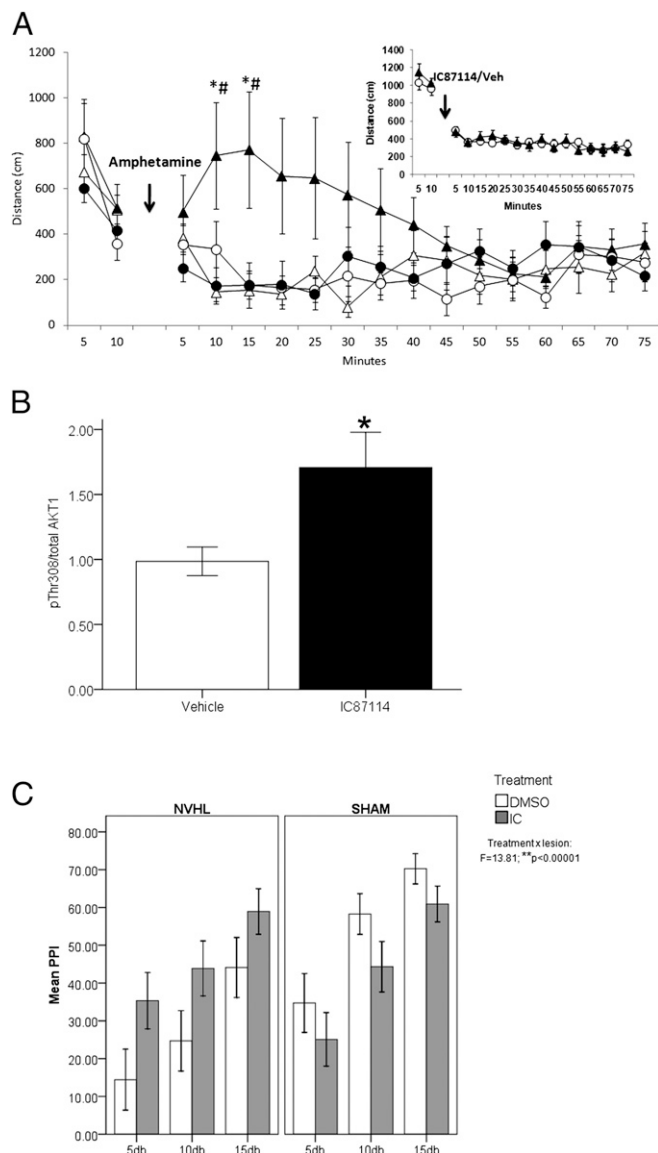 A
1200
1000
800
600
400
200
0
Distance (cm)
Amphetamine
*#
*#
5 10 5 10 15 20 25 30 35 40 45 50 55 60 65 70 75
Minutes
1400
1200
1000
800
600
400
200
0
Distance (cm)
IC87114/Veh
5 10 5 10 15 20 25 30 35 40 45 50 55 60 65 70 75
Minutes
B
2.00
1.50
1.00
0.50
0.00
pThr308/total AKT1
*
Vehicle IC87114
C
NVHL SHAM
80.00
70.00
60.00
50.00
40.00
30.00
20.00
10.00
0.00
Mean PPI
5db 10db 15db 5db 10db 15db
Treatment
DMSO
IC
Treatment x lesion:
F=13.81; **p<0.00001